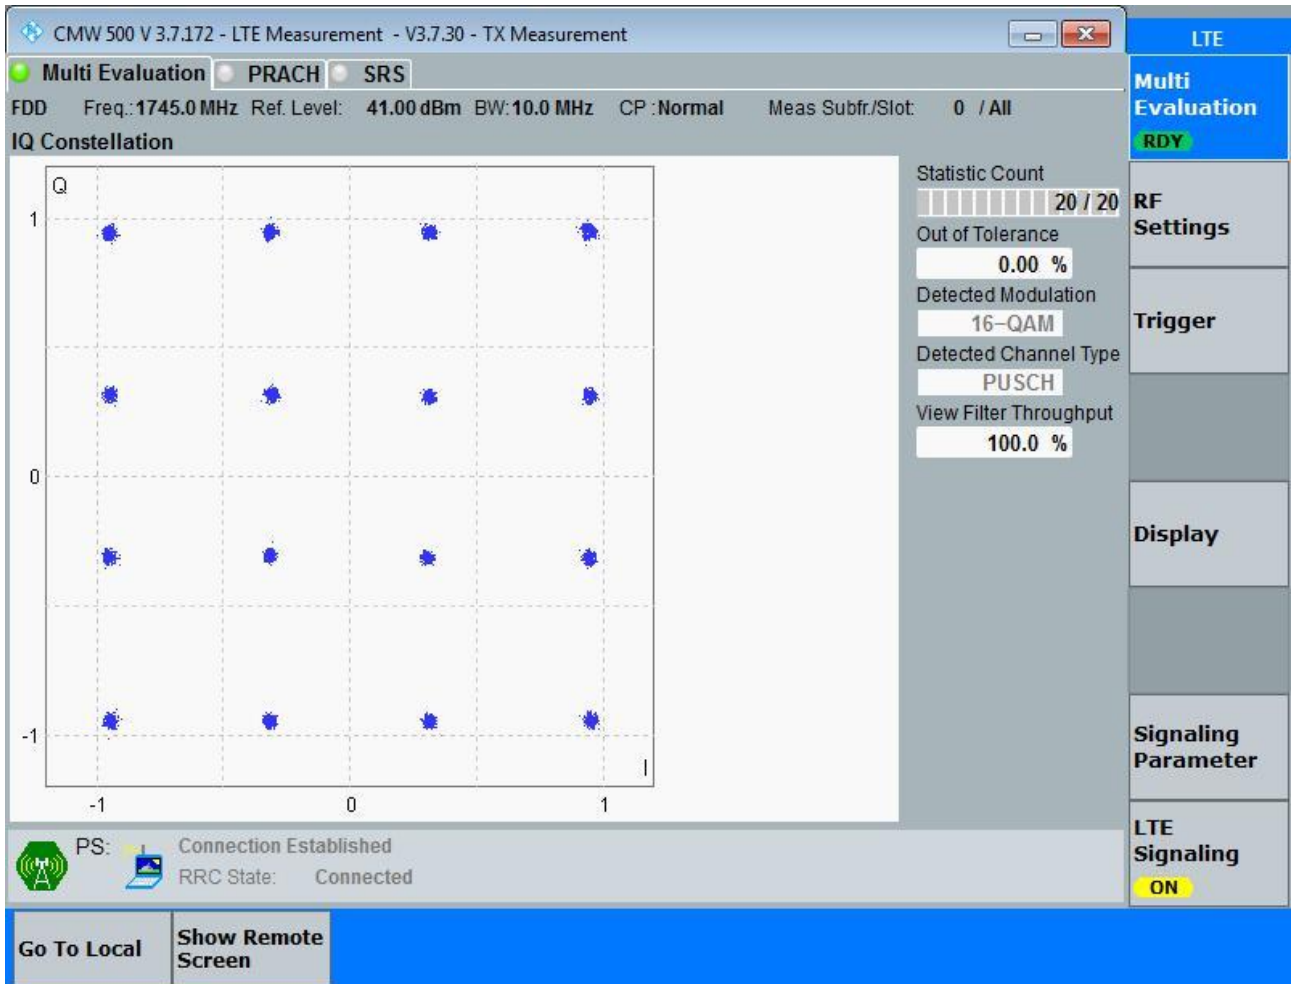 CMW 500 V 3.7.172 - LTE Measurement  - V3.7.30 - TX Measurement
LTE
Multi Evaluation PRACH SRS
Multi
Evaluation
RDY
FDD Freq.:1745.0 MHz Ref. Level: 41.00 dBm BW:10.0 MHz CP :Normal Meas Subfr./Slot: 0 / All
IQ Constellation
Q
1
0
-1
I
-1 0 1
Statistic Count
20 / 20
Out of Tolerance
0.00 %
Detected Modulation
16-QAM
Detected Channel Type
PUSCH
View Filter Throughput
100.0 %
RF
Settings
Trigger
Display
Signaling
Parameter
LTE
Signaling
ON
PS: Connection Established
RRC State: Connected
Go To Local
Show Remote
Screen